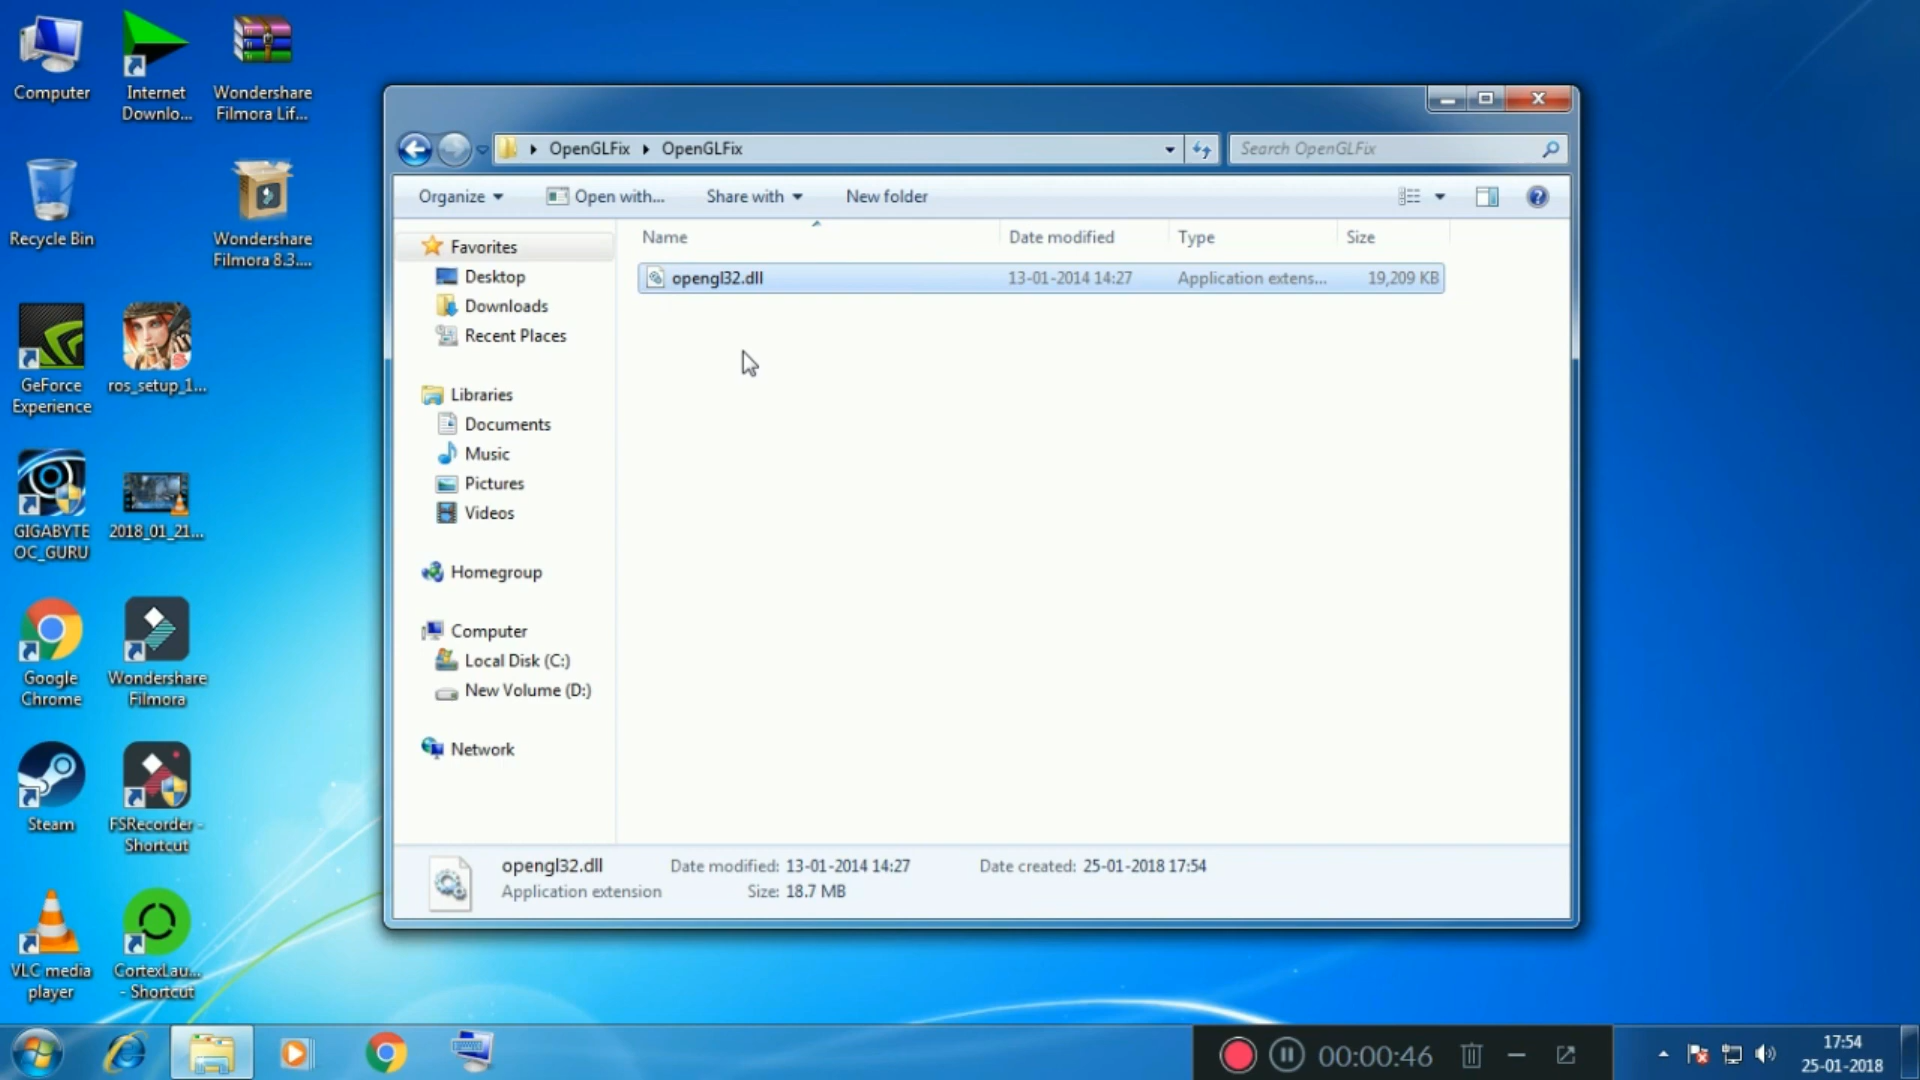 Computer
Internet
Downlo...
Wondershare
Filmora Lif...
Recycle Bin
Wondershare
Filmora 8.3....
GeForce
Experience
ros_setup_1...
GIGABYTE
OC_GURU
2018_01_21...
Google
Chrome
Wondershare
Filmora
Steam
FSRecorder -
Shortcut
VLC media
player
CortexLau...
- Shortcut
OpenGLFix
OpenGLFix
Search OpenGLFix
Organize
Open with...
Share with
New folder
Favorites
Desktop
Downloads
Recent Places
Libraries
Documents
Music
Pictures
Videos
Homegroup
Computer
Local Disk (C:)
New Volume (D:)
Network
Name
Date modified
Type
Size
opengl32.dll
13-01-2014 14:27
Application extens...
19,209 KB
opengl32.dll
Date modified: 13-01-2014 14:27
Date created: 25-01-2018 17:54
Application extension
Size: 18.7 MB
00:00:46
17:54
25-01-2018